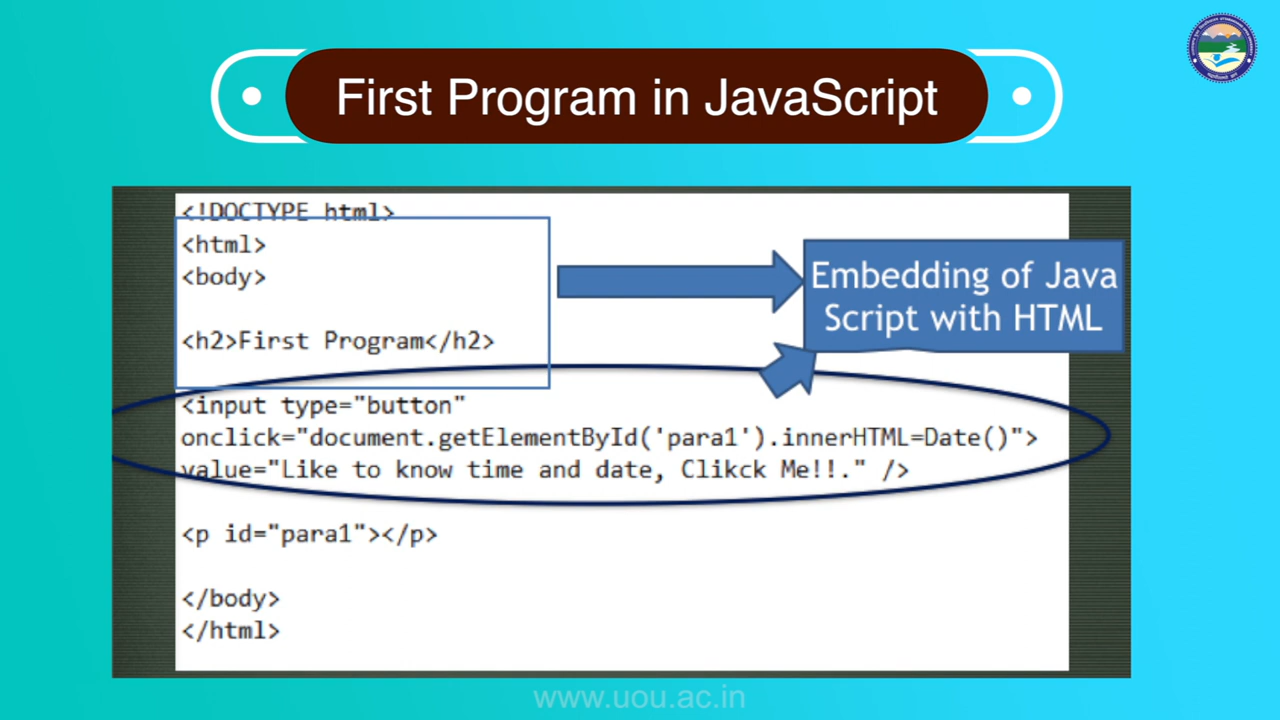 First Program in JavaScript
<!DOCTYPE html>
<html>
<body>
Embedding of Java
Script with HTML
<h2>First Program</h2>
<input type="button"
onclick="document.getElementById('para1').innerHTML=Date()">
value="Like to know time and date, Clikck Me!!." />
<p id="para1"></p>
</body>
</html>
www.uou.ac.in